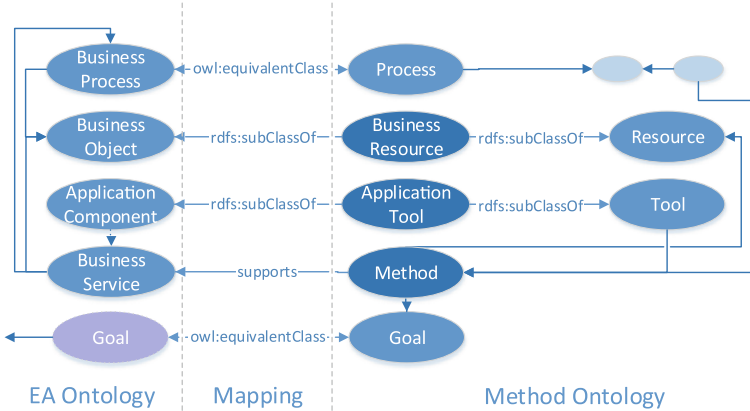 Business
Process
owl:equivalentClass
Process
Business
Object
rdfs:subClassOf
Business
Resource
rdfs:subClassOf
Resource
Application
Component
rdfs:subClassOf
Application
Tool
rdfs:subClassOf
Tool
Business
Service
supports
Method
Goal
owl:equivalentClass
Goal
EA Ontology
Mapping
Method Ontology